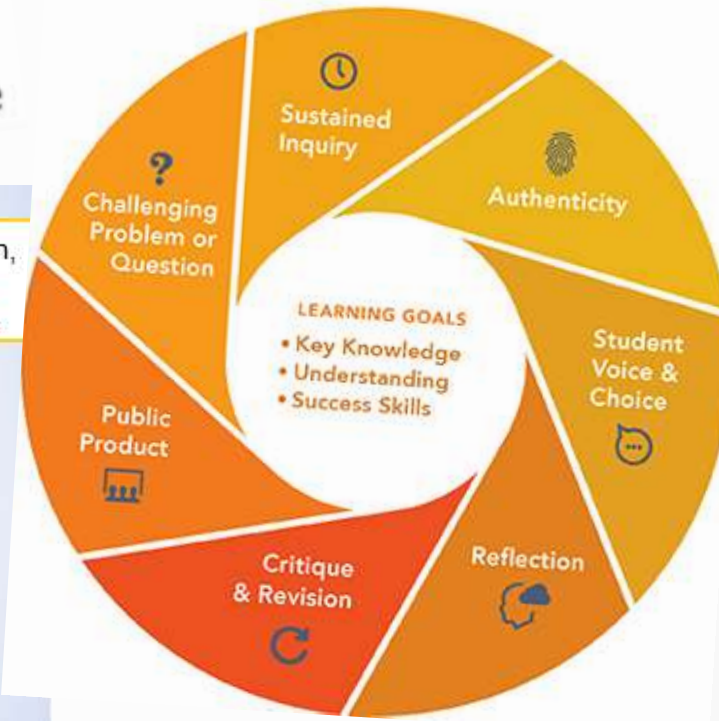 Sustained
Inquiry
Authenticity
Student
Voice &
Choice
Reflection
Critique
& Revision
Public
Product
?
Challenging
Problem or
Question
LEARNING GOALS
• Key Knowledge
• Understanding
• Success Skills